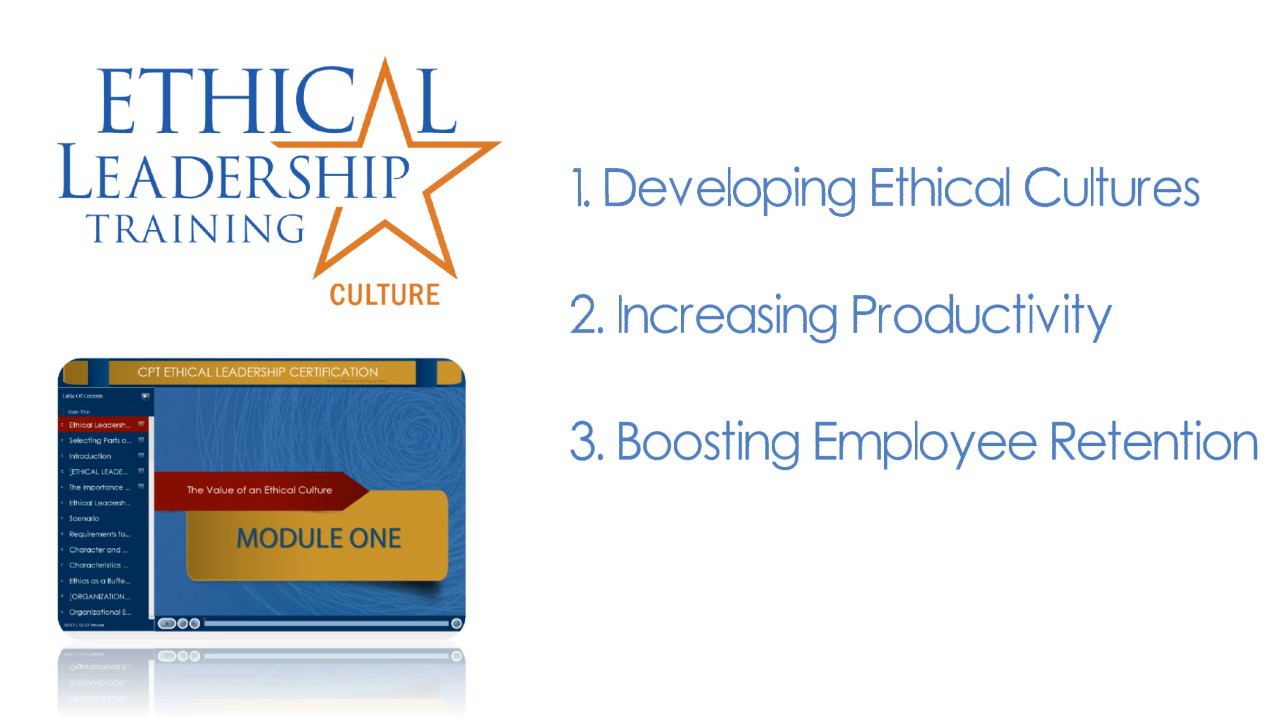 ETHICAL
LEADERSHIP
TRAINING
CULTURE
1. Developing Ethical Cultures
2. Increasing Productivity
3. Boosting Employee Retention
CPT ETHICAL LEADERSHIP CERTIFICATION
Table Of Contents
Slide Title
Ethical Leadersh...
Selecting Parts o...
Introduction
[ETHICAL LEADE...
The Importance ...
Ethical Leadersh...
Scenario
Requirements fo...
Character and ...
Characteristics ...
Ethics as a Buffe...
[ORGANIZATION...
Organizational E...
The Value of an Ethical Culture
MODULE ONE